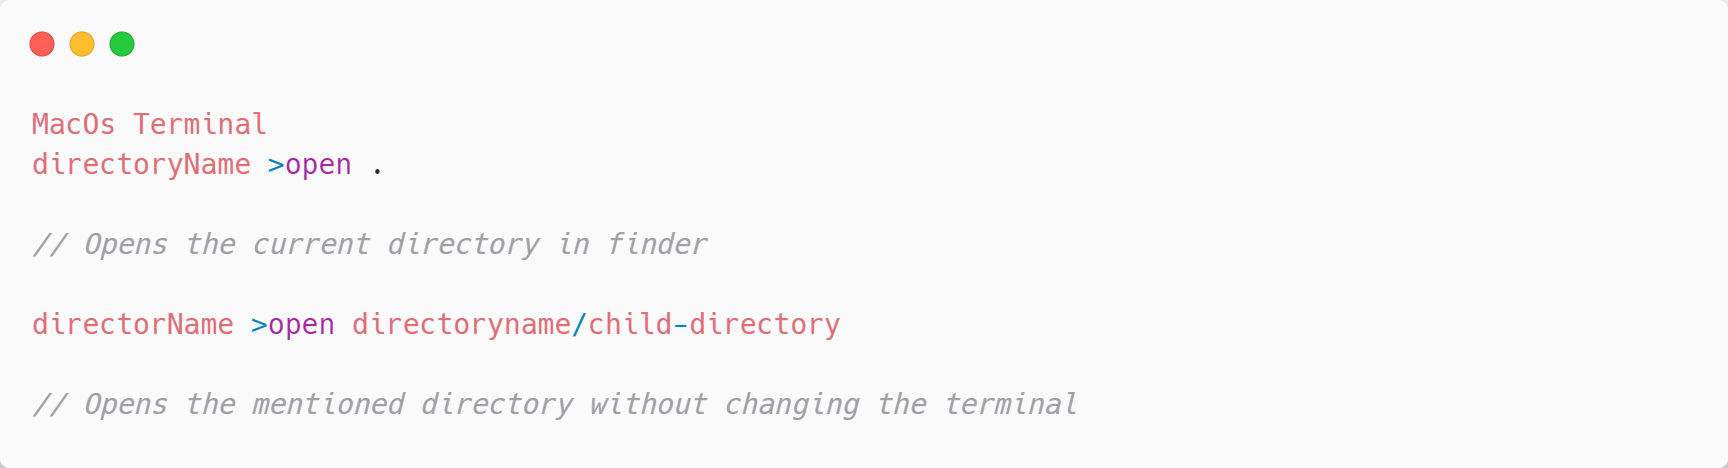 MacOs Terminal
directoryName >open .
// Opens the current directory in finder
directorName >open directoryname/child-directory
// Opens the mentioned directory without changing the terminal